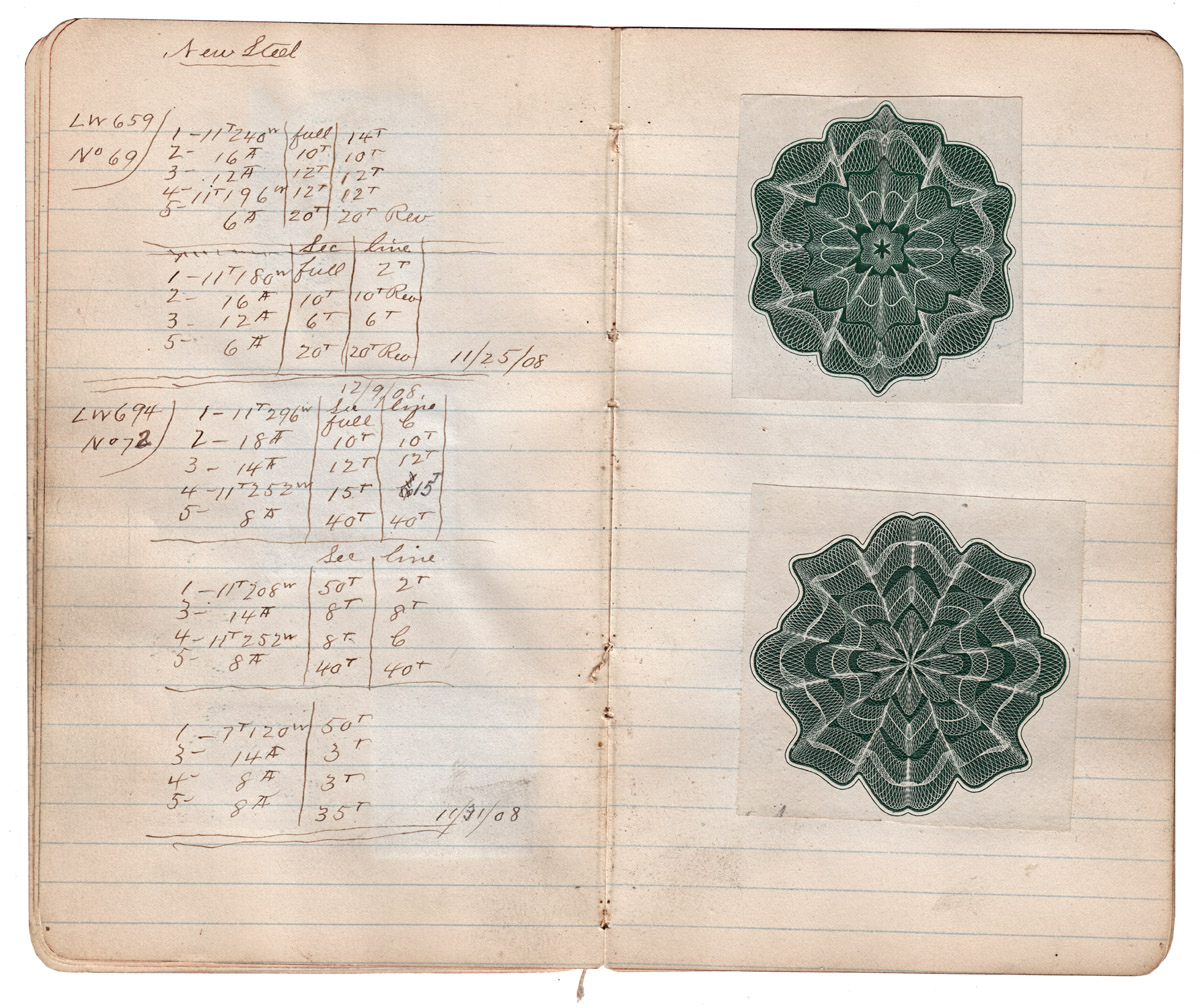 New Steel
LW 659
No 69
1 - 11T 240w full 14T
2 - 16A 10T 10T
3 - 12A 12T 12T
4 - 11T 196w 12T 12T
5 - 6A 20T 20T Rev
Sec line
1 - 11T 180w full 2T
2 - 16A 10T 10T Rev
3 - 12A 6T 6T
5 - 6A 20T 20T Rev
11/25/08
12/9/08.
LW 694
No 72
Sec line
1 - 11T 296w full 6
2 - 18A 10T 10T
3 - 14A 12T 12T
4 - 11T 252w 15T 15T
5 - 8A 40T 40T
Sec line
1 - 11T 208w 50T 2T
3 - 14A 8T 8T
4 - 11T 252w 8T 6
5 - 8A 40T 40T
1 - 7T 120w 50T
3 - 14A 3T
4 - 8A 3T
5 - 8A 35T
11/31/08